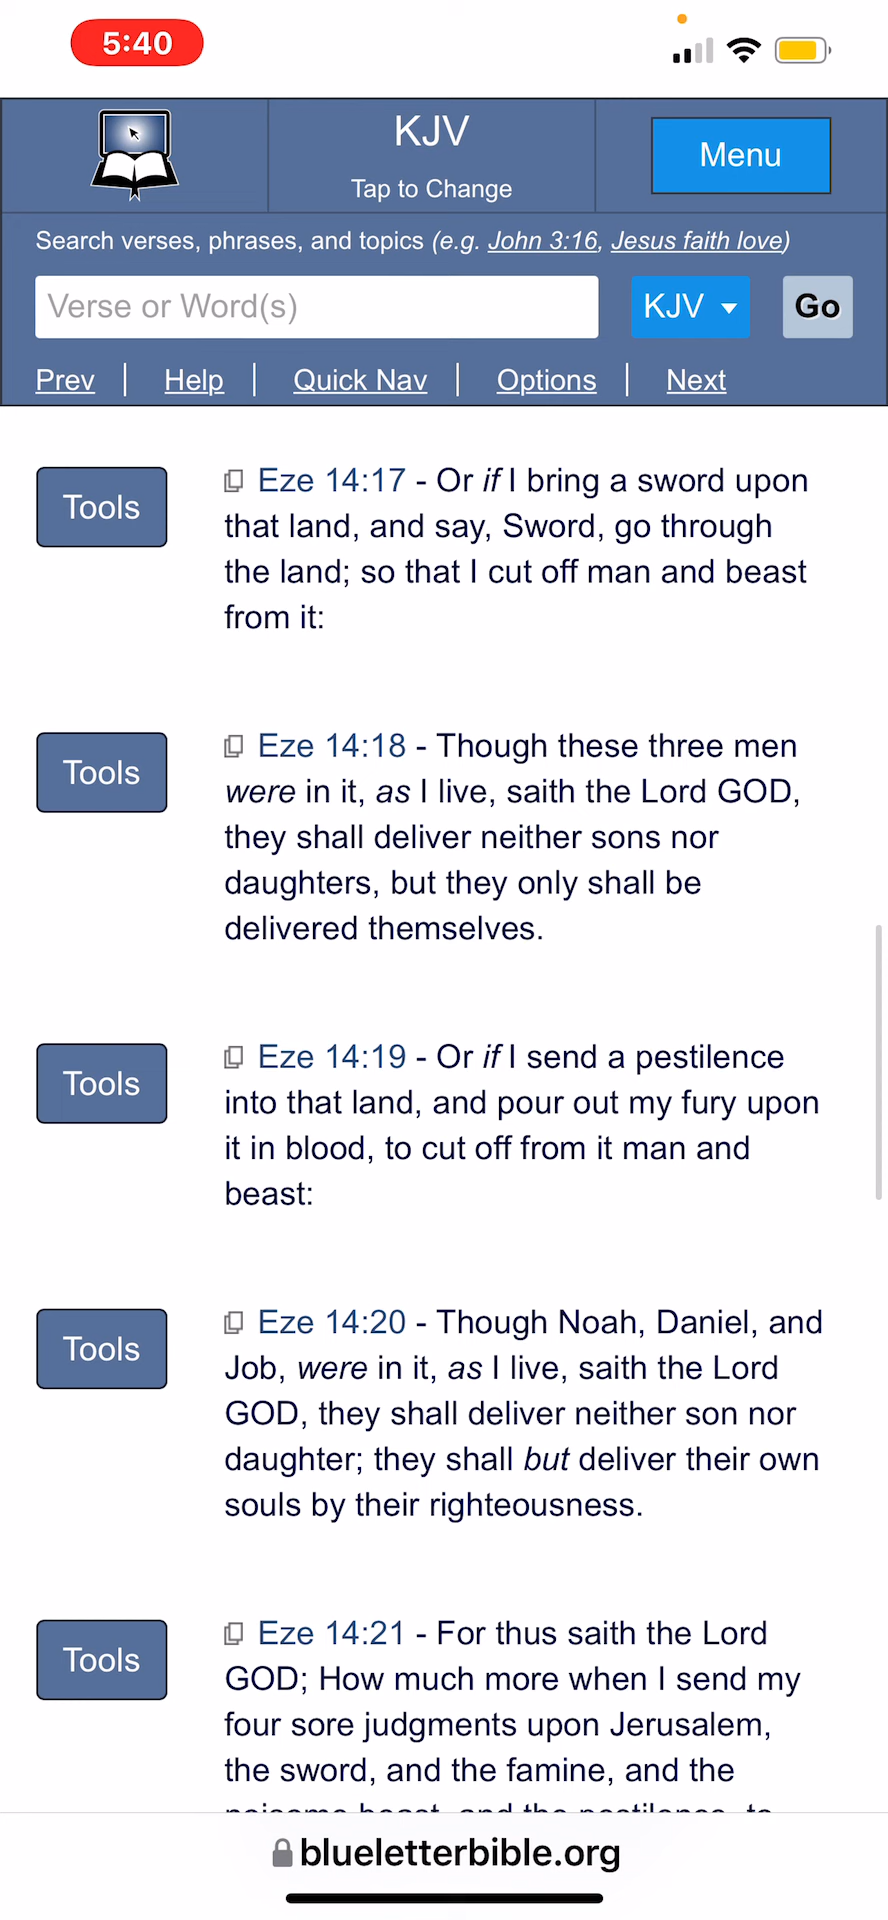 5:40
KJV
Tap to Change
Menu
Search verses, phrases, and topics (e.g. John 3:16, Jesus faith love)
Verse or Word(s)
KJV
Go
Prev | Help | Quick Nav | Options | Next
Tools
Eze 14:17 - Or if I bring a sword upon
that land, and say, Sword, go through
the land; so that I cut off man and beast
from it:
Tools
Eze 14:18 - Though these three men
were in it, as I live, saith the Lord GOD,
they shall deliver neither sons nor
daughters, but they only shall be
delivered themselves.
Tools
Eze 14:19 - Or if I send a pestilence
into that land, and pour out my fury upon
it in blood, to cut off from it man and
beast:
Tools
Eze 14:20 - Though Noah, Daniel, and
Job, were in it, as I live, saith the Lord
GOD, they shall deliver neither son nor
daughter; they shall but deliver their own
souls by their righteousness.
Tools
Eze 14:21 - For thus saith the Lord
GOD; How much more when I send my
four sore judgments upon Jerusalem,
the sword, and the famine, and the
noisome beast, and the pestilence, to
blueletterbible.org